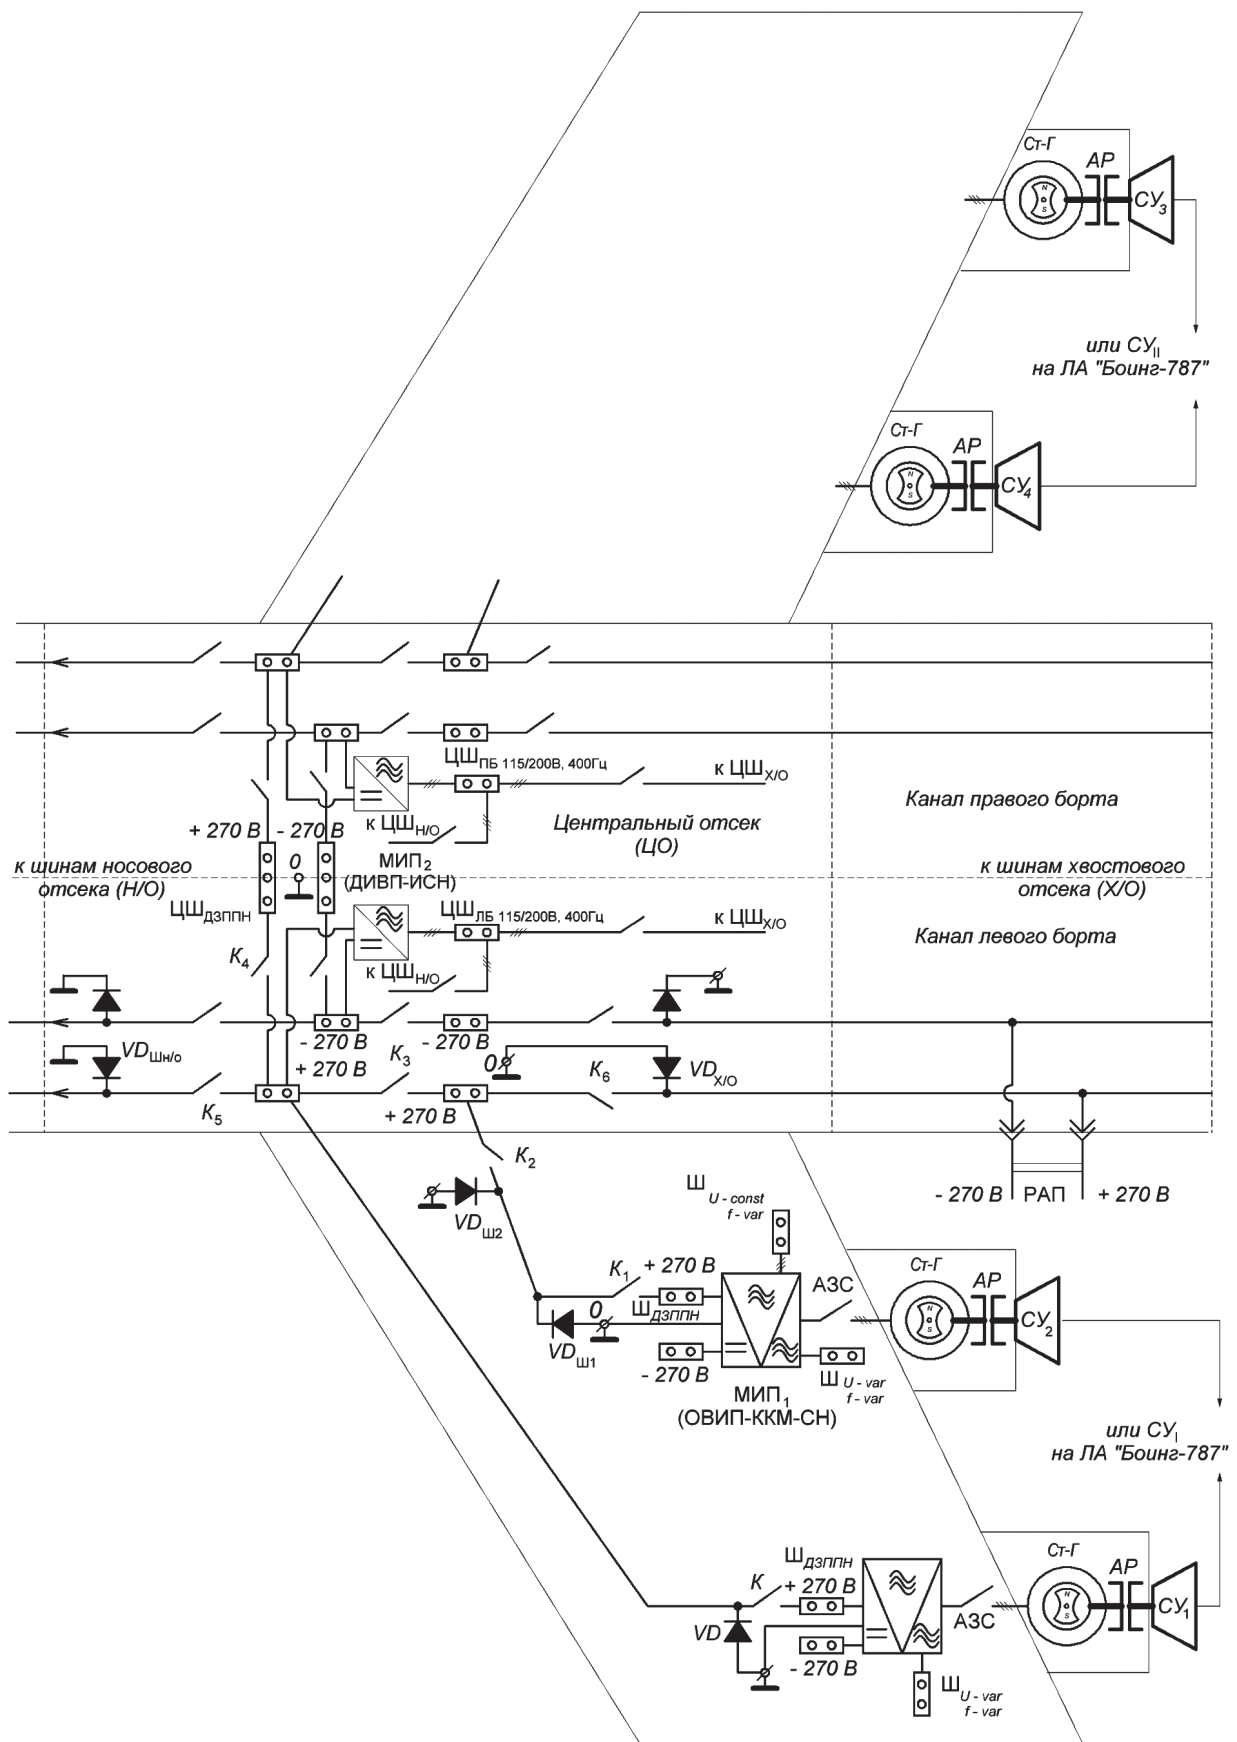 Ст-Г
АР
СУ3
или СУII
на ЛА "Боинг-787"
Ст-Г
АР
СУ4
ЦШПБ 115/200В, 400Гц
к ЦШХ/О
Канал правого борта
+ 270 В
- 270 В
к ЦШН/О
Центральный отсек
(ЦО)
МИП2
(ДИВП-ИСН)
0
к шинам носового
отсека (Н/О)
к шинам хвостового
отсека (Х/О)
ЦШДЗППН
ЦШЛБ 115/200В, 400Гц
к ЦШХ/О
К4
к ЦШН/О
Канал левого борта
- 270 В
- 270 В
VDШн/о
+ 270 В
К3
0
К6
VDХ/О
К5
+ 270 В
К2
- 270 В
РАП
+ 270 В
VDШ2
Ш U - const
f - var
К1
+ 270 В
ШДЗППН
0
VDШ1
- 270 В
АЗС
Ст-Г
АР
СУ2
Ш U - var
f - var
МИП1
(ОВИП-ККМ-СН)
или СУI
на ЛА "Боинг-787"
ШДЗППН
К
+ 270 В
VD
- 270 В
АЗС
Ст-Г
АР
СУ1
Ш U - var
f - var
N
S
N
S
N
S
N
S